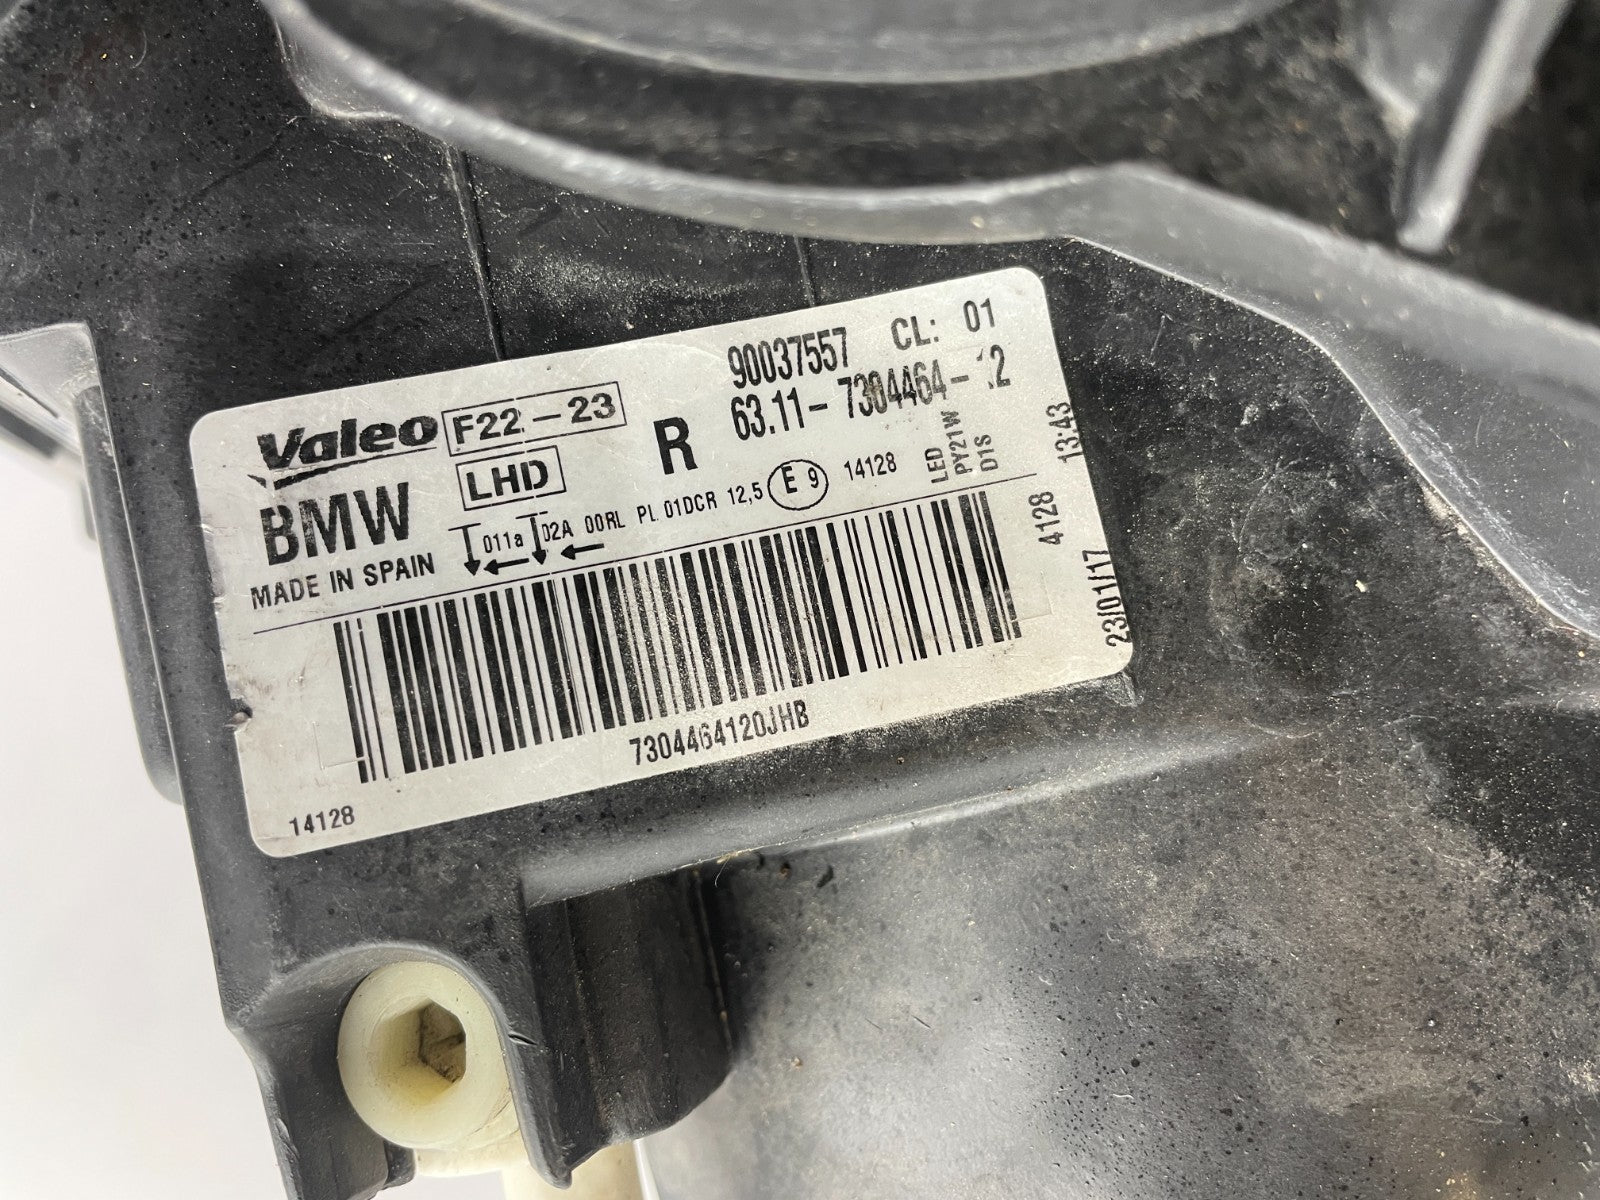 90037557 CL: 01
Valeo F22-23 R 63.11-7304464-12
BMW LHD
MADE IN SPAIN
011a 02A 00RL PL 01DCR 12,5 E 9 14128
LED
PY21W
D1S
4128 13:43
23/01/17
7304464120JHB
14128